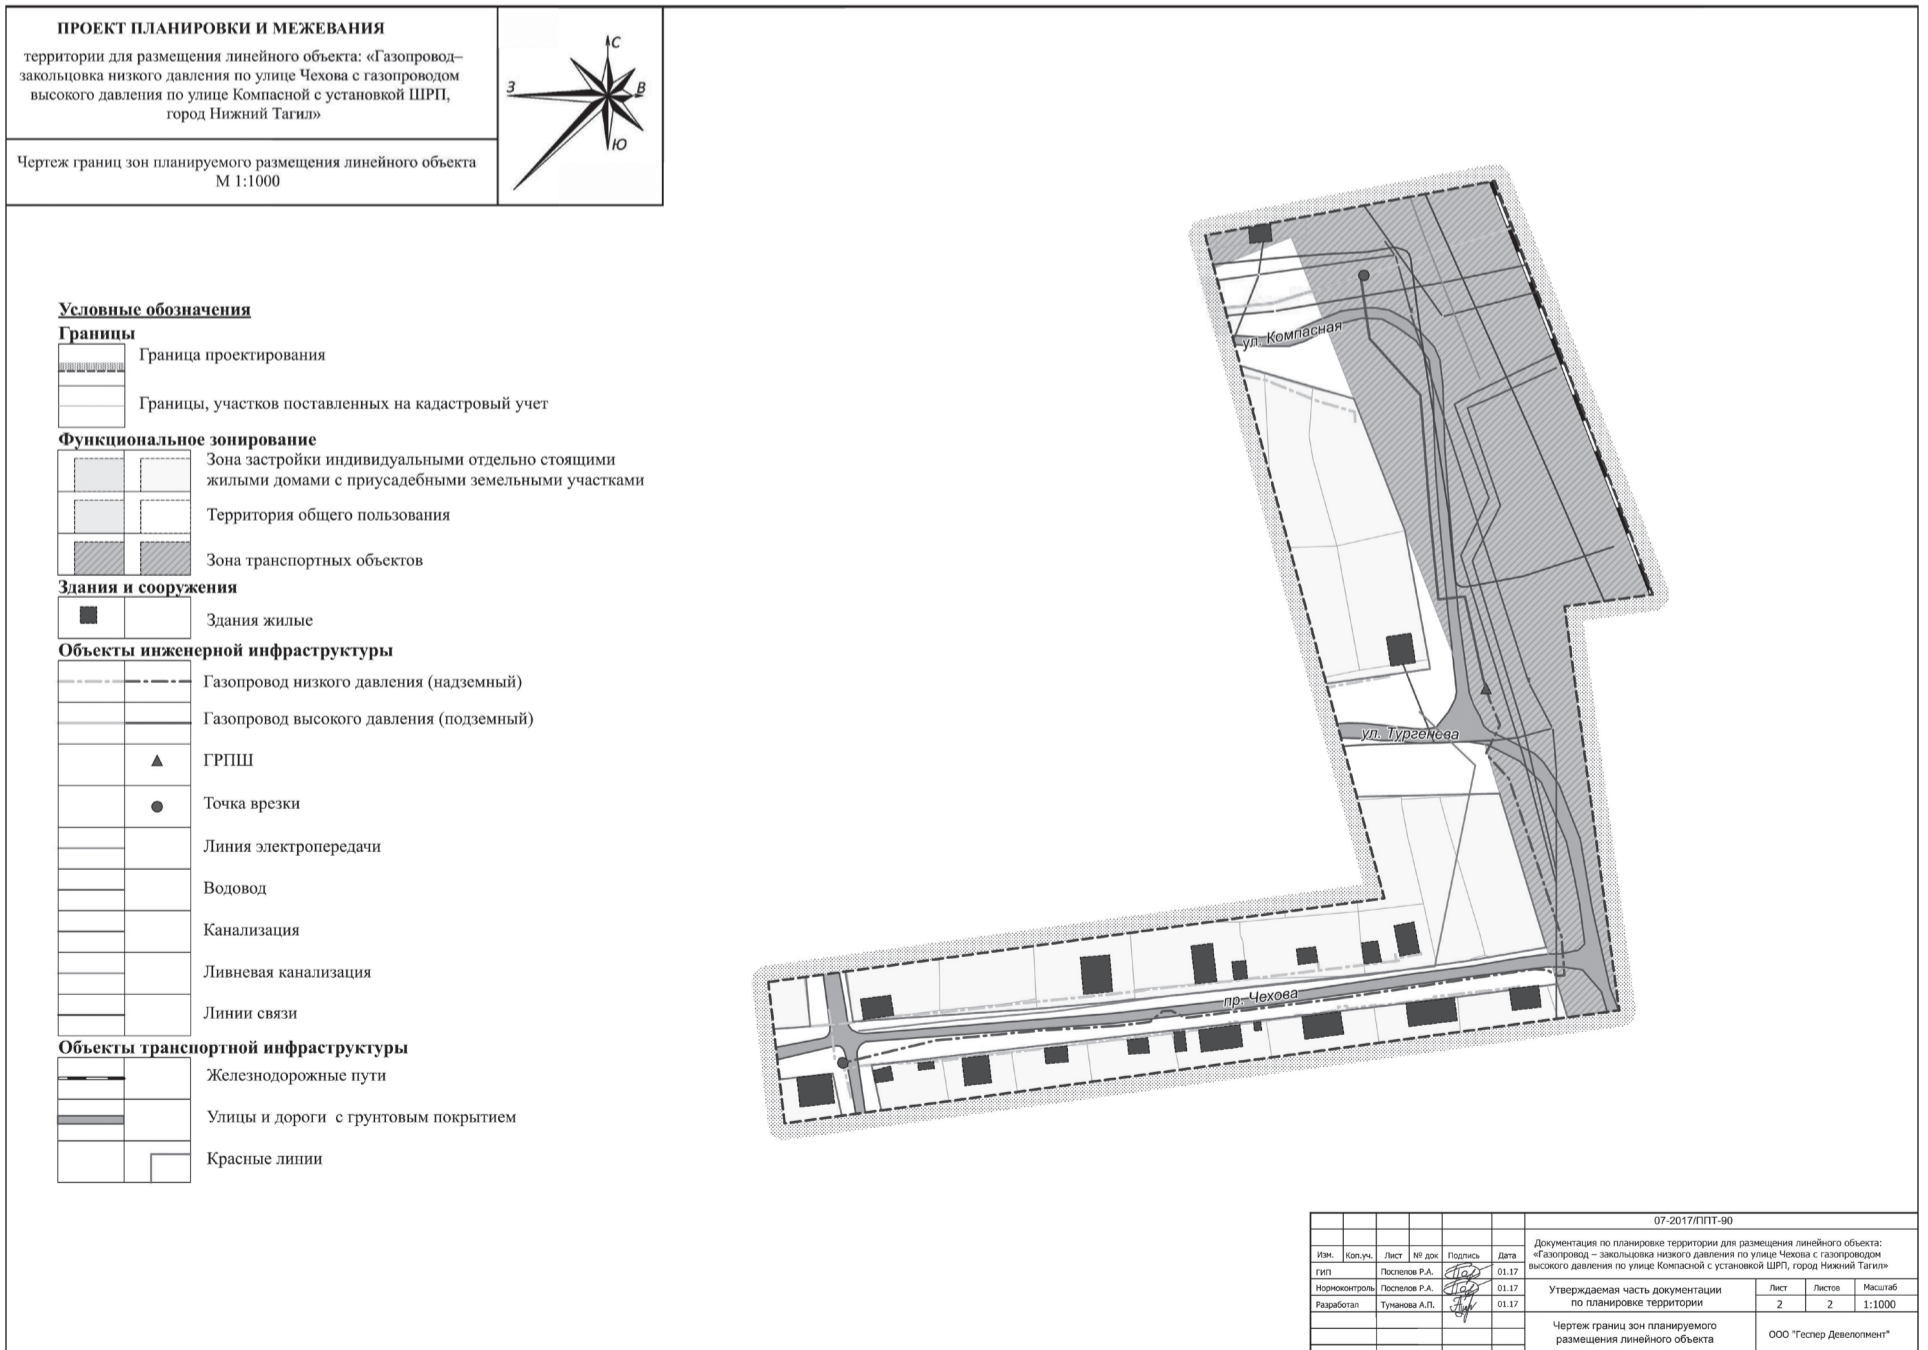 ПРОЕКТ ПЛАНИРОВКИ И МЕЖЕВАНИЯ
территории для размещения линейного объекта: «Газопровод–
закольцовка низкого давления по улице Чехова с газопроводом
высокого давления по улице Компасной с установкой ШРП,
город Нижний Тагил»
Чертеж границ зон планируемого размещения линейного объекта
М 1:1000
С
З
В
Ю
Условные обозначения
Границы
Граница проектирования
Границы, участков поставленных на кадастровый учет
Функциональное зонирование
Зона застройки индивидуальными отдельно стоящими
жилыми домами с приусадебными земельными участками
Территория общего пользования
Зона транспортных объектов
Здания и сооружения
Здания жилые
Объекты инженерной инфраструктуры
Газопровод низкого давления (надземный)
Газопровод высокого давления (подземный)
ГРПШ
Точка врезки
Линия электропередачи
Водовод
Канализация
Ливневая канализация
Линии связи
Объекты транспортной инфраструктуры
Железнодорожные пути
Улицы и дороги с грунтовым покрытием
Красные линии
ул. Компасная
ул. Тургенева
пр. Чехова
07-2017/ППТ-90
Документация по планировке территории для размещения линейного объекта:
«Газопровод – закольцовка низкого давления по улице Чехова с газопроводом
высокого давления по улице Компасной с установкой ШРП, город Нижний Тагил»
Изм. Кол.уч. Лист № док Подпись Дата
ГИП Поспелов Р.А. 01.17
Нормоконтроль Поспелов Р.А. 01.17
Разработал Туманова А.П. 01.17
Утверждаемая часть документации
по планировке территории
Лист Листов Масштаб
2 2 1:1000
Чертеж границ зон планируемого
размещения линейного объекта
ООО "Геспер Девелопмент"